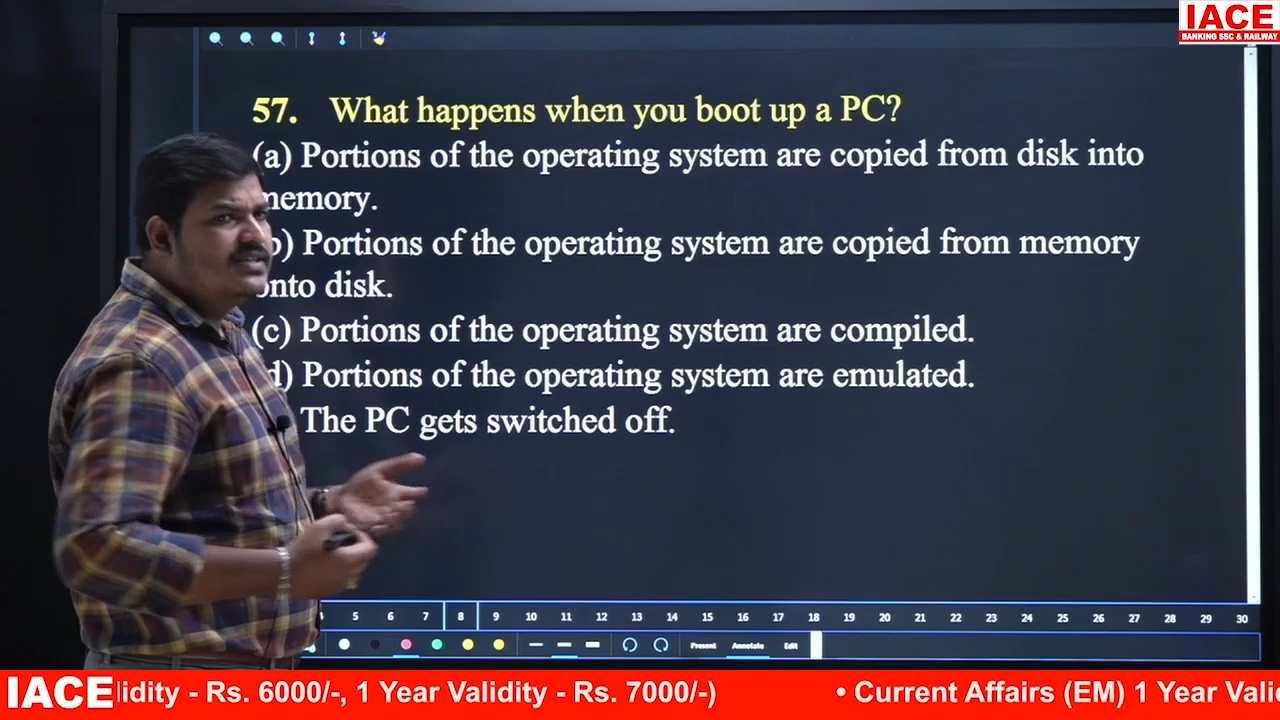 IACE
BANKING SSC & RAILWAY
57. What happens when you boot up a PC?
(a) Portions of the operating system are copied from disk into
memory.
b) Portions of the operating system are copied from memory
onto disk.
(c) Portions of the operating system are compiled.
d) Portions of the operating system are emulated.
The PC gets switched off.
5 6 7 8 9 10 11 12 13 14 15 16 17 18 19 20 21 22 23 24 25 26 27 28 29 30
Present Annotate Edit
IACE lidity - Rs. 6000/-, 1 Year Validity - Rs. 7000/-) • Current Affairs (EM) 1 Year Vali